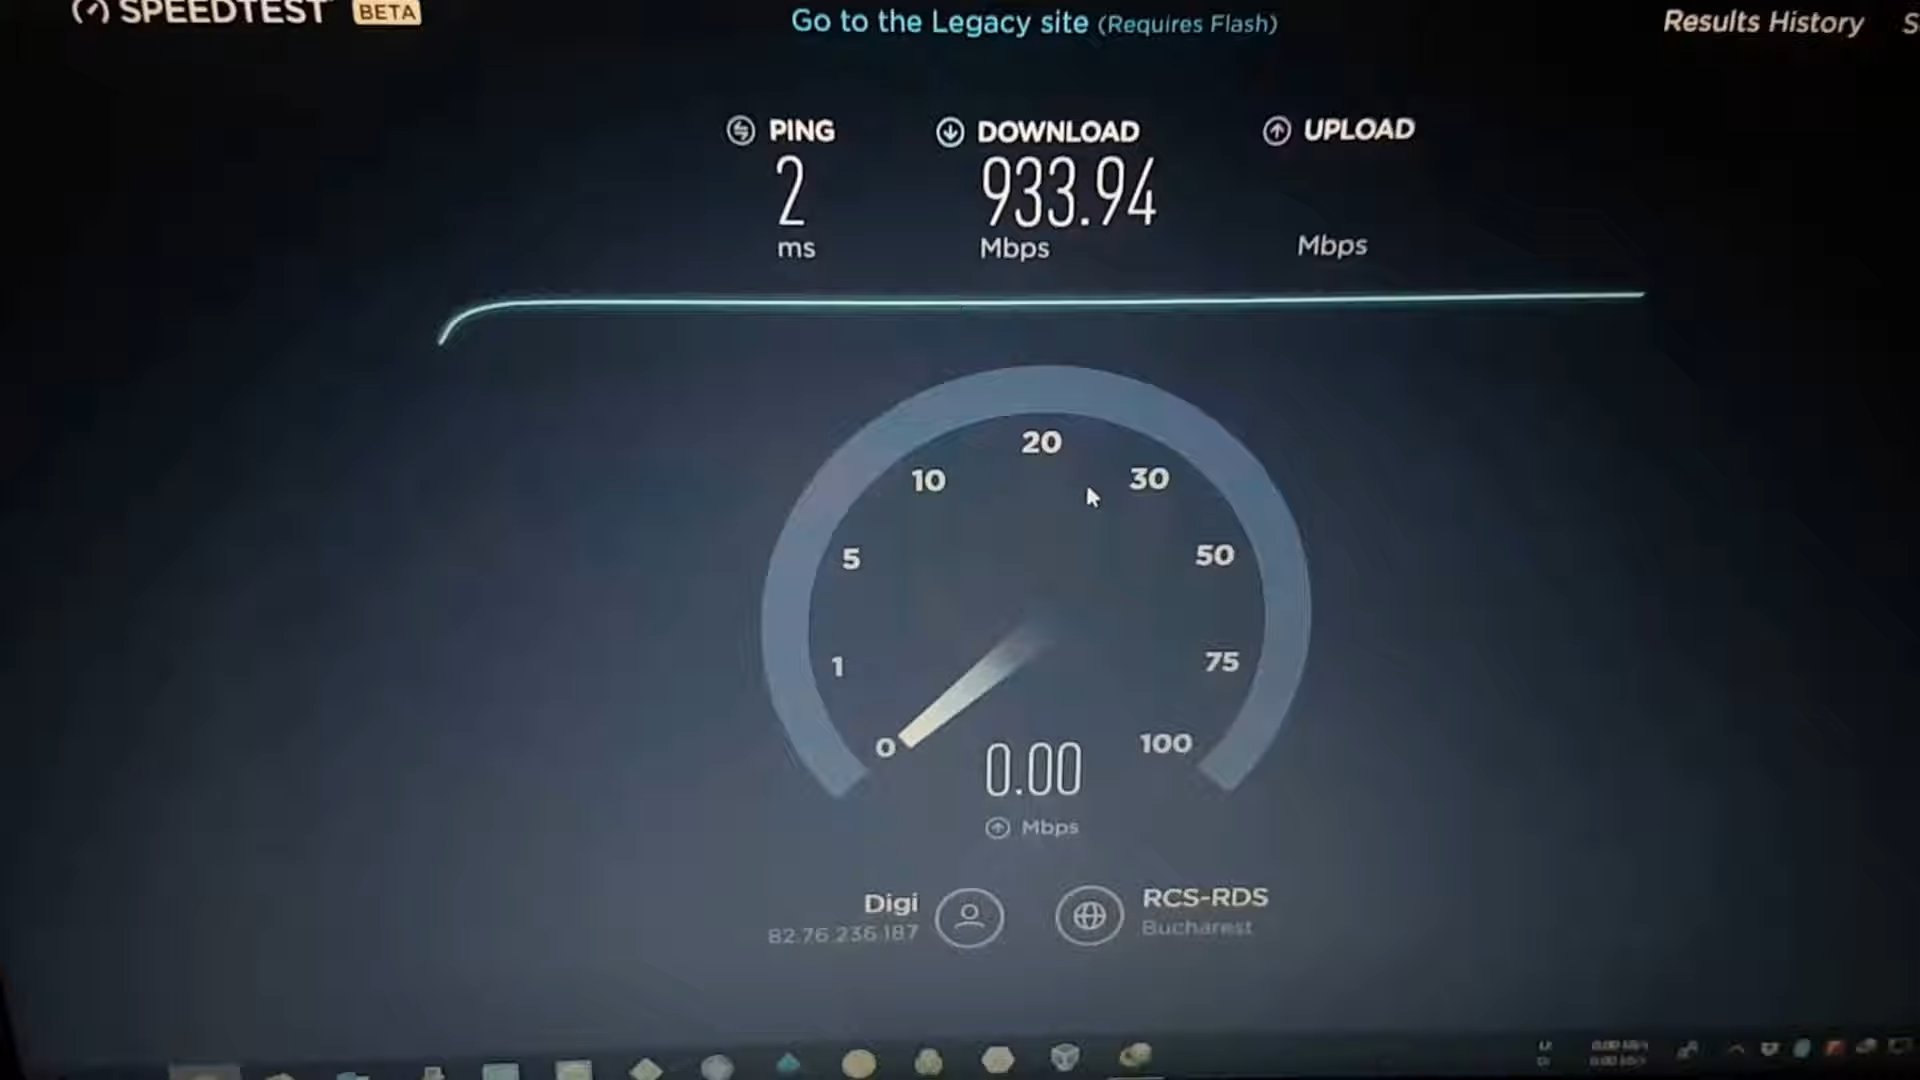 SPEEDTEST BETA
Go to the Legacy site (Requires Flash)
Results History
PING
2
ms
DOWNLOAD
933.94
Mbps
UPLOAD
Mbps
0
1
5
10
20
30
50
75
100
0.00
Mbps
Digi
82.76.236.187
RCS-RDS
Bucharest